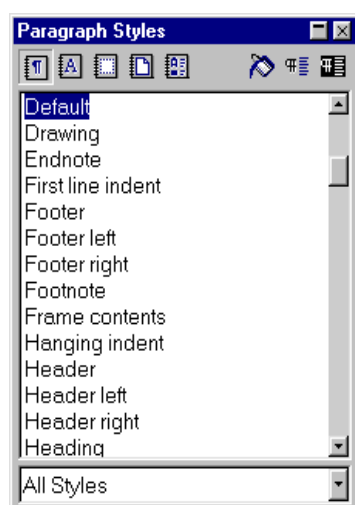 Paragraph Styles
Default
Drawing
Endnote
First line indent
Footer
Footer left
Footer right
Footnote
Frame contents
Hanging indent
Header
Header left
Header right
Heading
All Styles